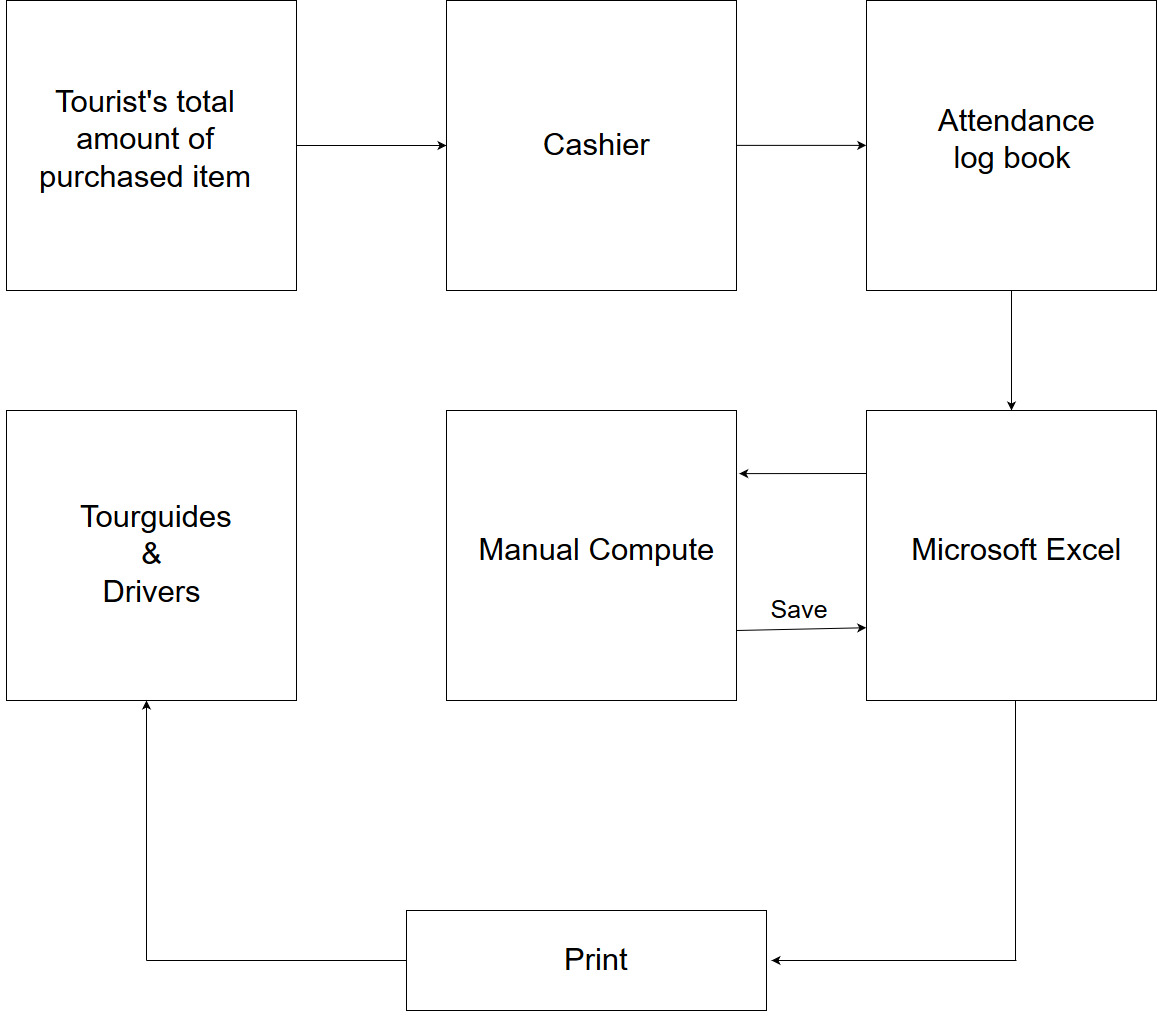 Tourist's total
amount of
purchased item
Cashier
Attendance
log book
Tourguides
&
Drivers
Manual Compute
Save
Microsoft Excel
Print